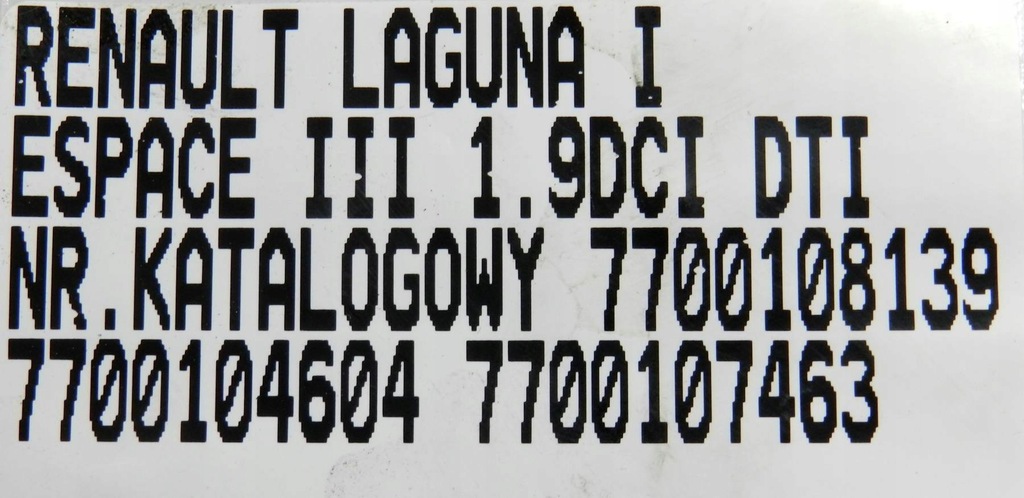 RENAULT LAGUNA I
ESPACE III 1.9DCI DTI
NR.KATALOGOWY 7700108139
7700104604 7700107463